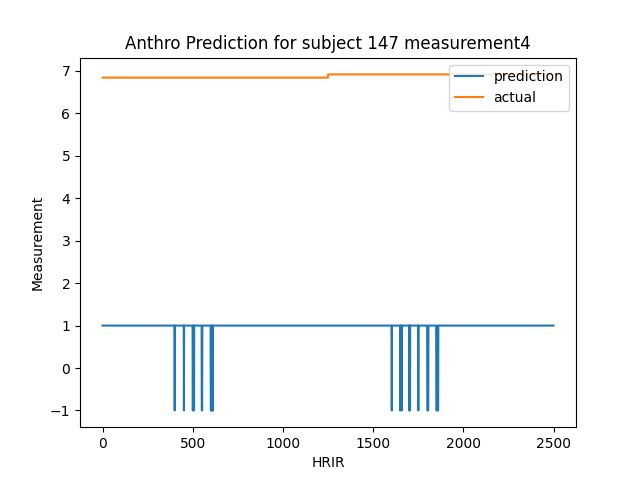 Anthro Prediction for subject 147 measurement4
prediction
actual
7
6
5
4
3
2
1
0
−1
Measurement
0 500 1000 1500 2000 2500
HRIR